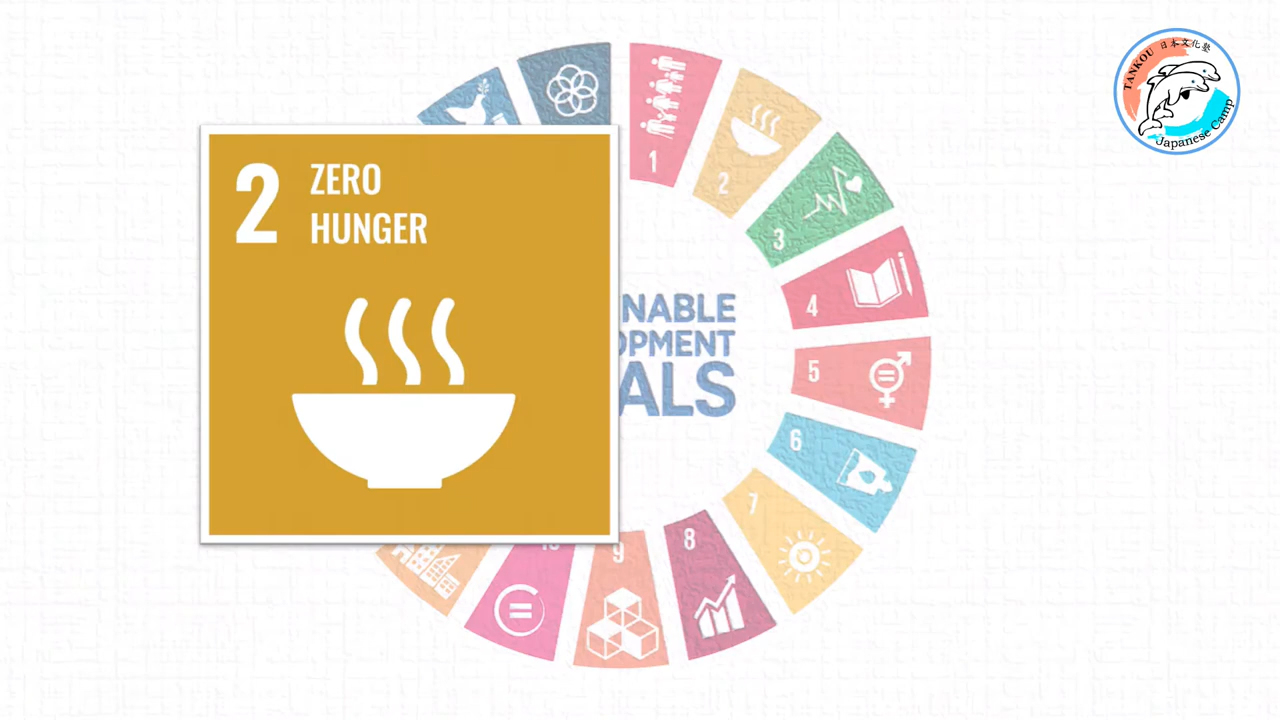 2
ZERO
HUNGER
1
2
3
4
5
6
7
8
9
NABLE
OPMENT
ALS
TANKOU 日本文化塾
Japanese Camp